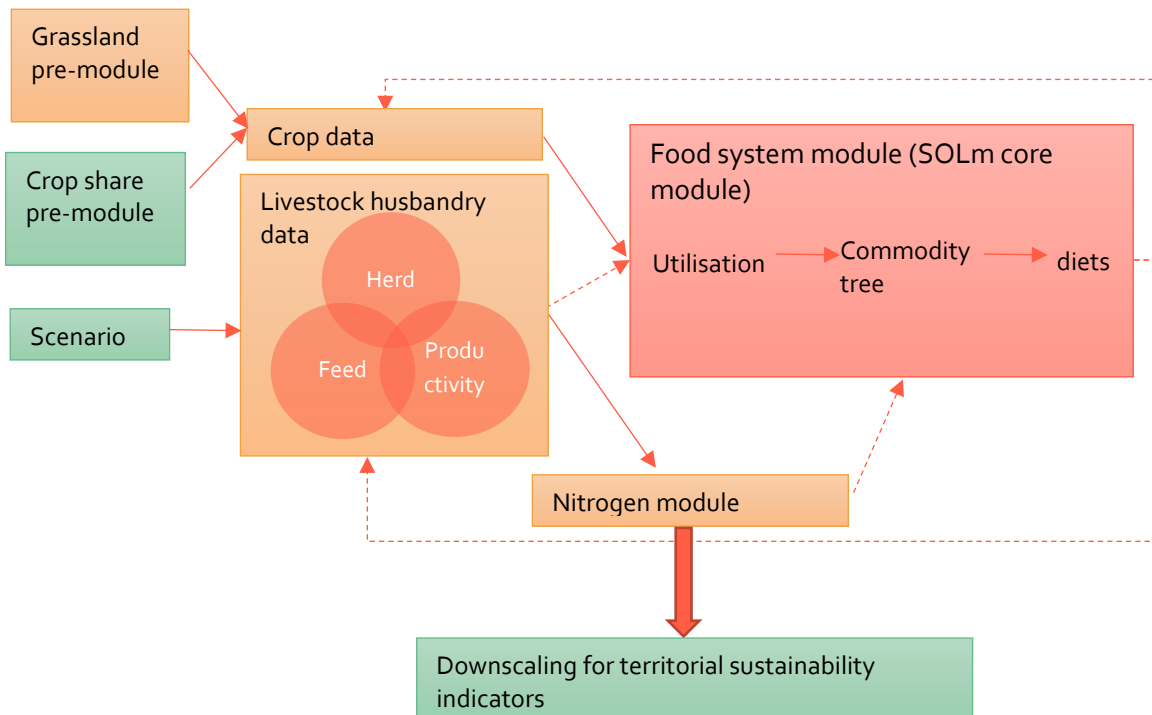 Grassland
pre-module
Crop share
pre-module
Scenario
Crop data
Livestock husbandry
data
Herd
Feed
Produ
ctivity
Food system module (SOLm core
module)
Utilisation
Commodity
tree
diets
Nitrogen module
Downscaling for territorial sustainability
indicators